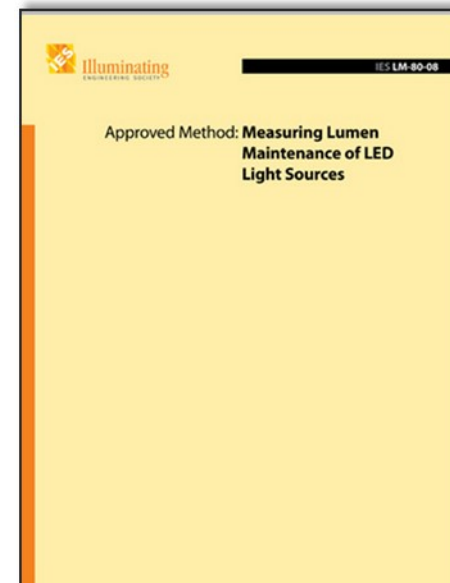 IES
Illuminating
ENGINEERING SOCIETY
IES LM-80-08
Approved Method: Measuring Lumen
Maintenance of LED
Light Sources